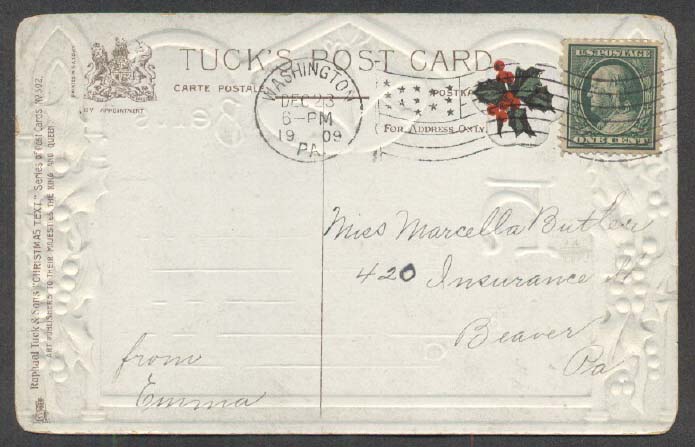 TUCK'S POST CARD
CARTE POSTALE
POSTKA
(FOR ADDRESS ONLY.)
BY APPOINTMENT
Raphael Tuck & Sons' "CHRISTMAS TEXT" Series of Post Cards, No. 502.
ART PUBLISHERS TO THEIR MAJESTIES THE KING AND QUEEN.
WASHINGTON
DEC 23
6-PM
1909
PA.
U.S. POSTAGE
ONE CENT
Miss Marcella Butler
420 Insurance St
Beaver
Pa
from
Emma